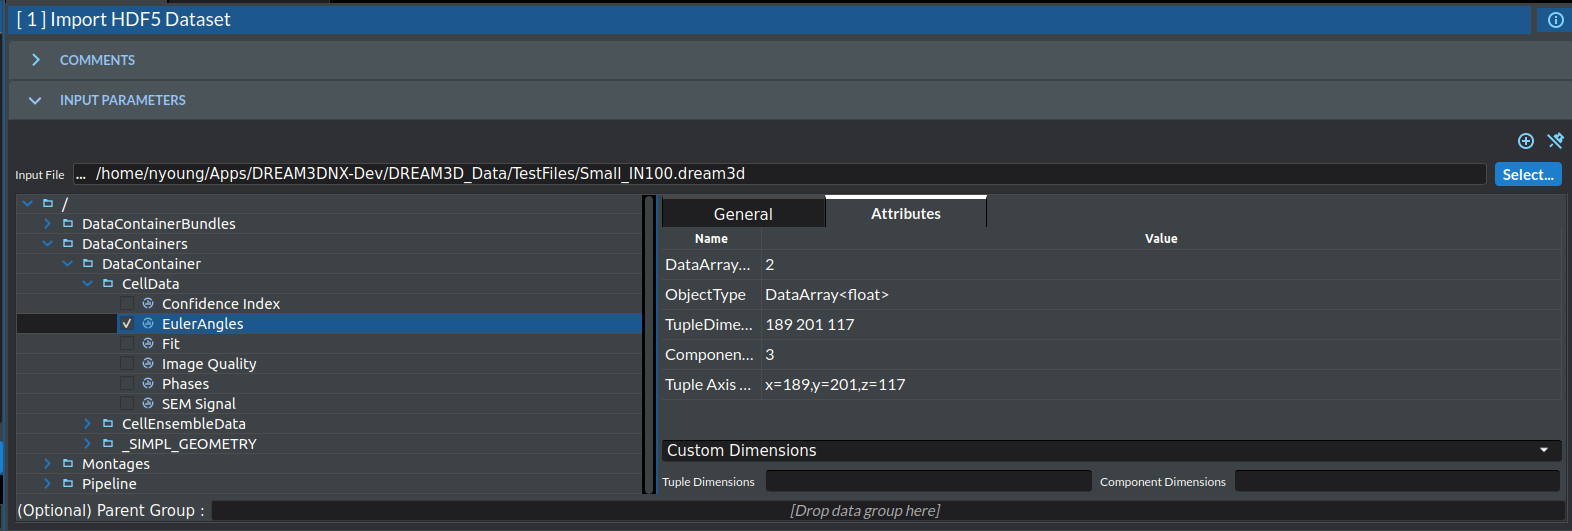 [ 1 ] Import HDF5 Dataset
COMMENTS
INPUT PARAMETERS
Input File ... /home/nyoung/Apps/DREAM3DNX-Dev/DREAM3D_Data/TestFiles/Small_IN100.dream3d Select...
/
DataContainerBundles
DataContainers
DataContainer
CellData
Confidence Index
EulerAngles
Fit
Image Quality
Phases
SEM Signal
CellEnsembleData
_SIMPL_GEOMETRY
Montages
Pipeline
General Attributes
Name Value
DataArray... 2
ObjectType DataArray<float>
TupleDime... 189 201 117
Componen... 3
Tuple Axis ... x=189,y=201,z=117
Custom Dimensions
Tuple Dimensions Component Dimensions
(Optional) Parent Group : [Drop data group here]